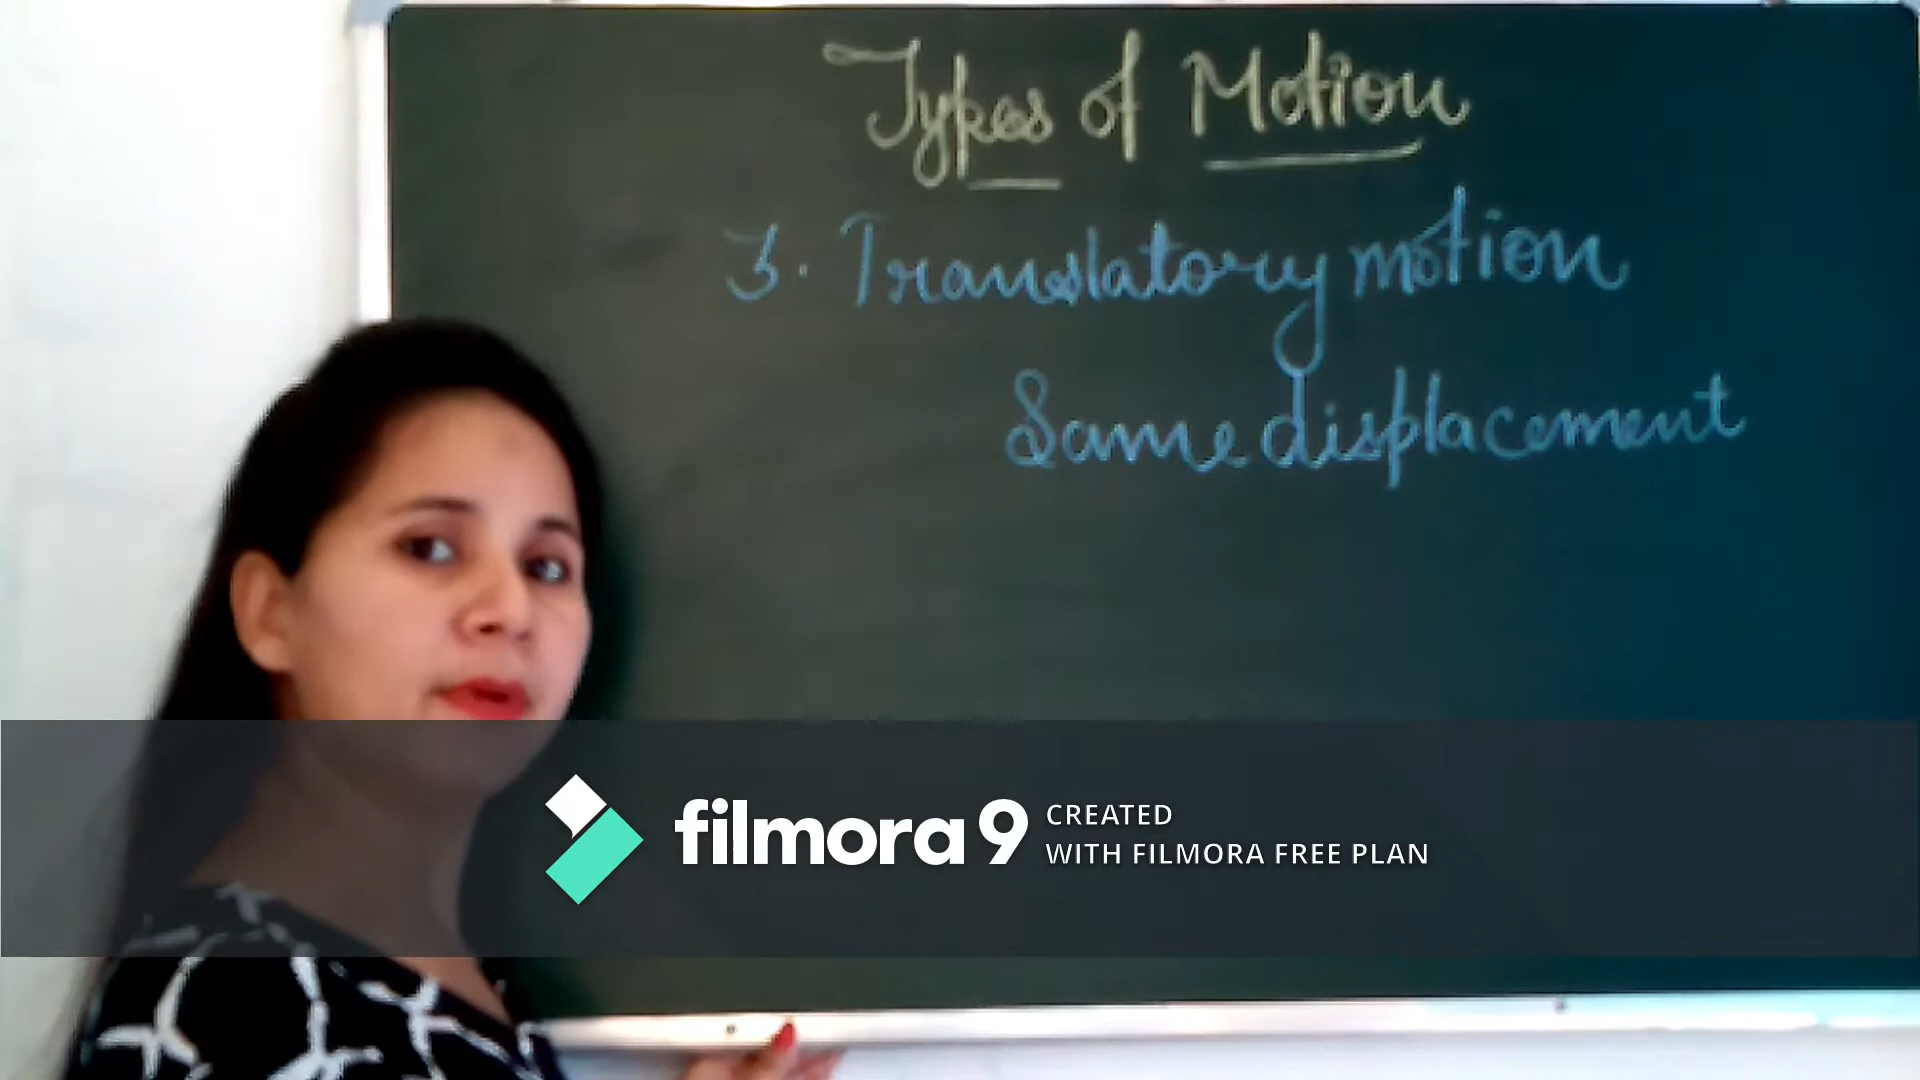 Types of Motion
3. Translatory motion
Same displacement
filmora 9
CREATED
WITH FILMORA FREE PLAN